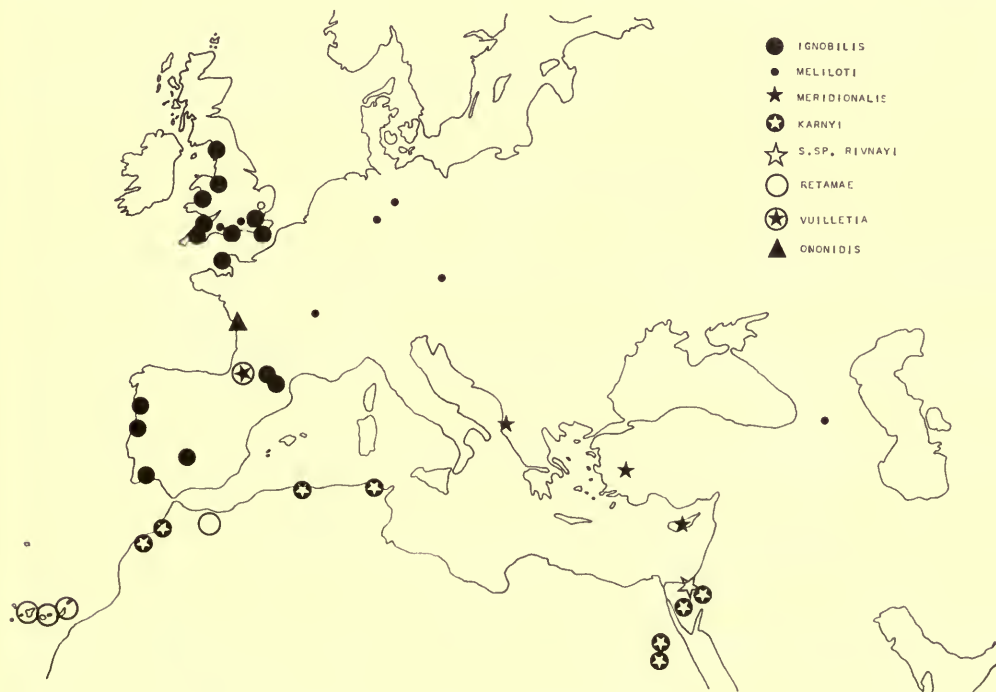 IGNOBILIS
MELILOTI
MERIDIONALIS
KARNYI
S.SP. RIVNAYI
RETAMAE
VUILLETIA
ONONIDIS